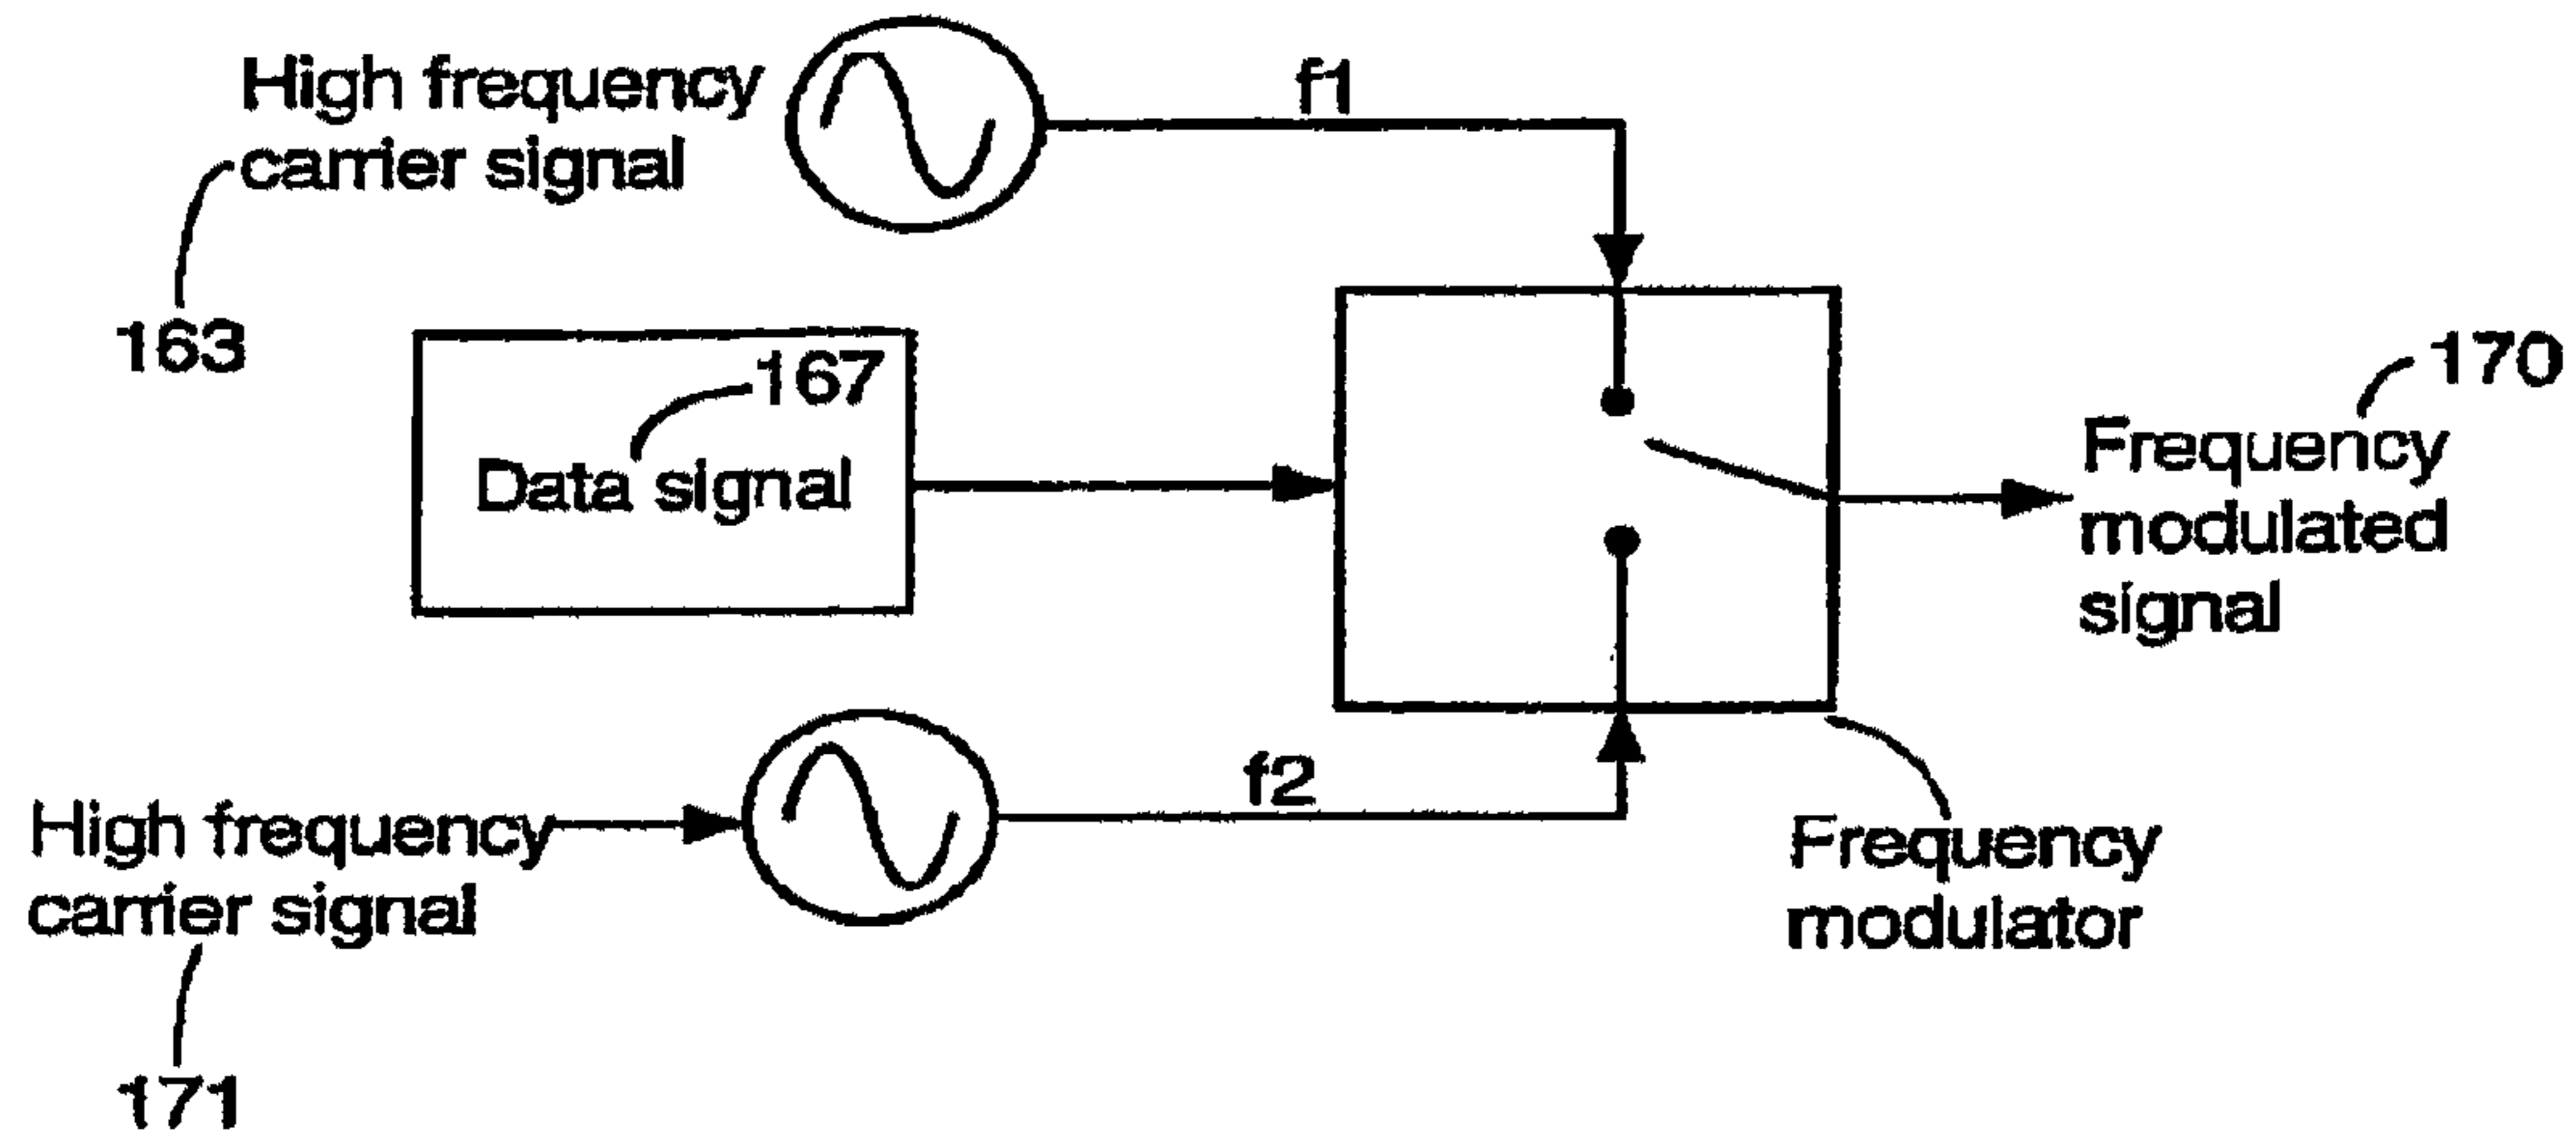 High frequency
carrier signal
163
f1
167
Data signal
170
Frequency
modulated
signal
f2
High frequency
carrier signal
171
Frequency
modulator